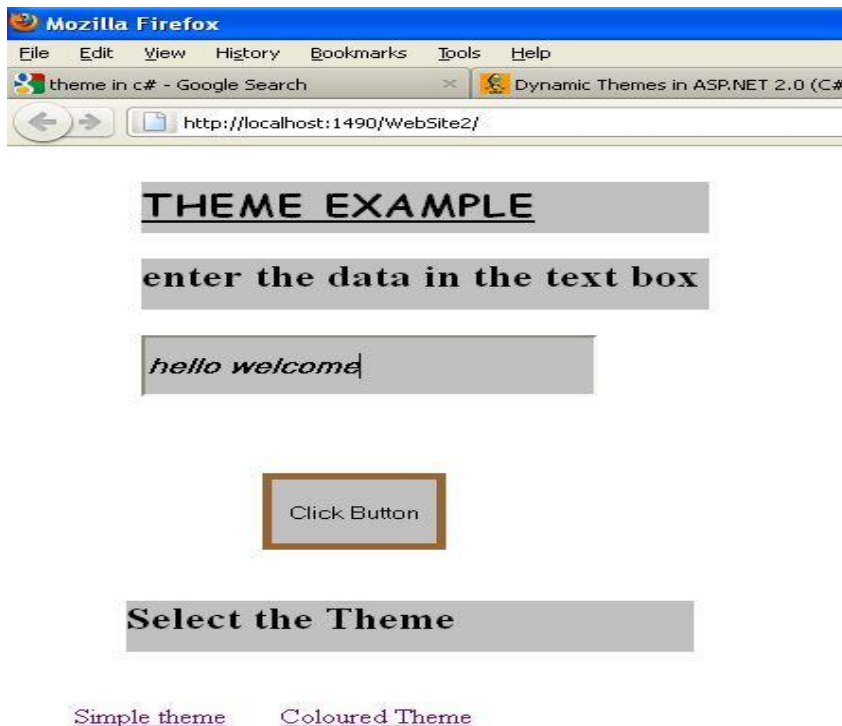 Mozilla Firefox
File Edit View History Bookmarks Tools Help
theme in c# - Google Search Dynamic Themes in ASP.NET 2.0 (C#
http://localhost:1490/WebSite2/
THEME EXAMPLE
enter the data in the text box
hello welcome
Click Button
Select the Theme
Simple theme Coloured Theme